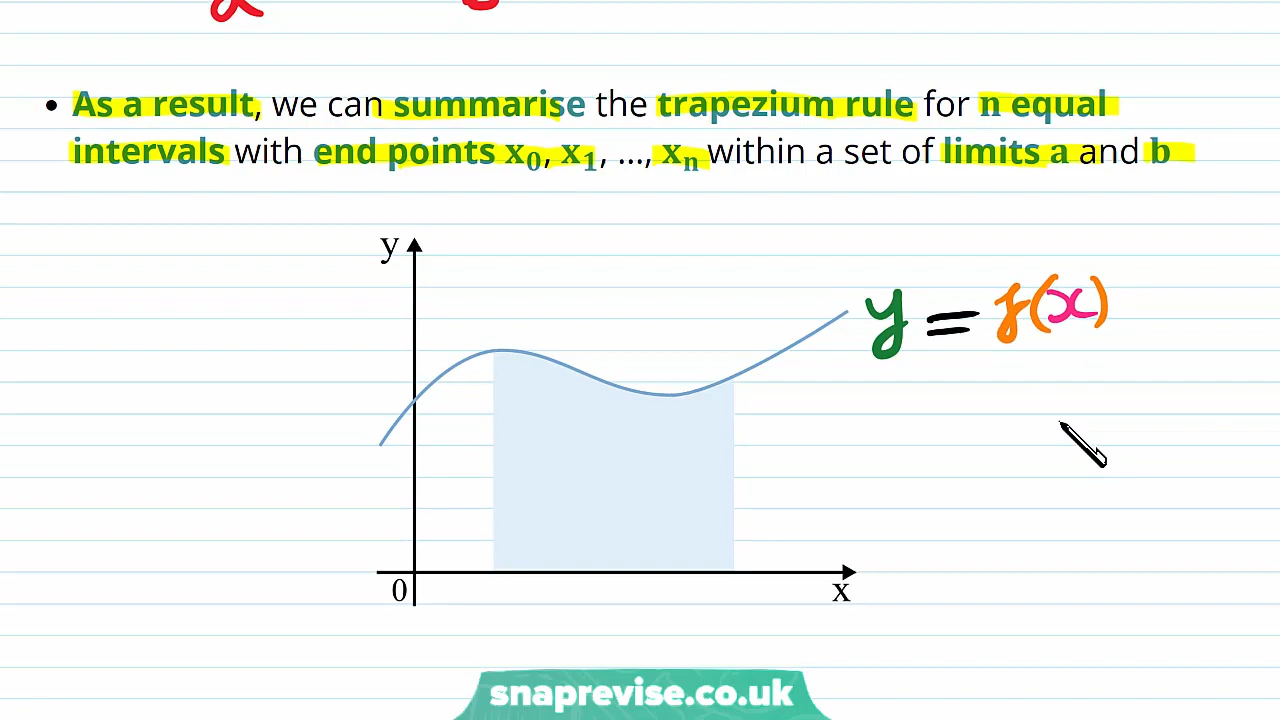 • As a result, we can summarise the trapezium rule for n equal
intervals with end points x₀, x₁, ..., xₙ within a set of limits a and b
y
y = f(x)
0
x
snaprevise.co.uk